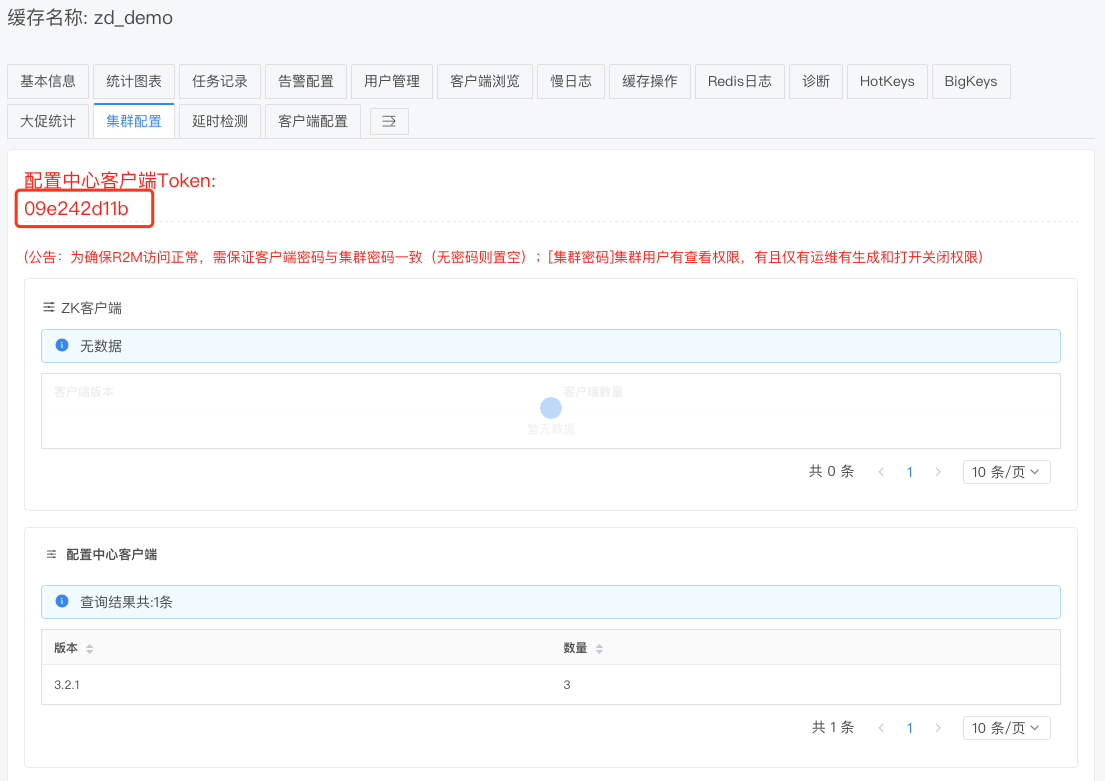 缓存名称: zd_demo
基本信息 统计图表 任务记录 告警配置 用户管理 客户端浏览 慢日志 缓存操作 Redis日志 诊断 HotKeys BigKeys
大促统计 集群配置 延时检测 客户端配置
配置中心客户端Token:
09e242d11b
(公告：为确保R2M访问正常，需保证客户端密码与集群密码一致（无密码则置空）；[集群密码]集群用户有查看权限，有且仅有运维有生成和打开关闭权限)
ZK客户端
无数据
客户端版本 客户端数量
暂无数据
共 0 条 1 10 条/页
配置中心客户端
查询结果共:1条
版本 数量
3.2.1 3
共 1 条 1 10 条/页